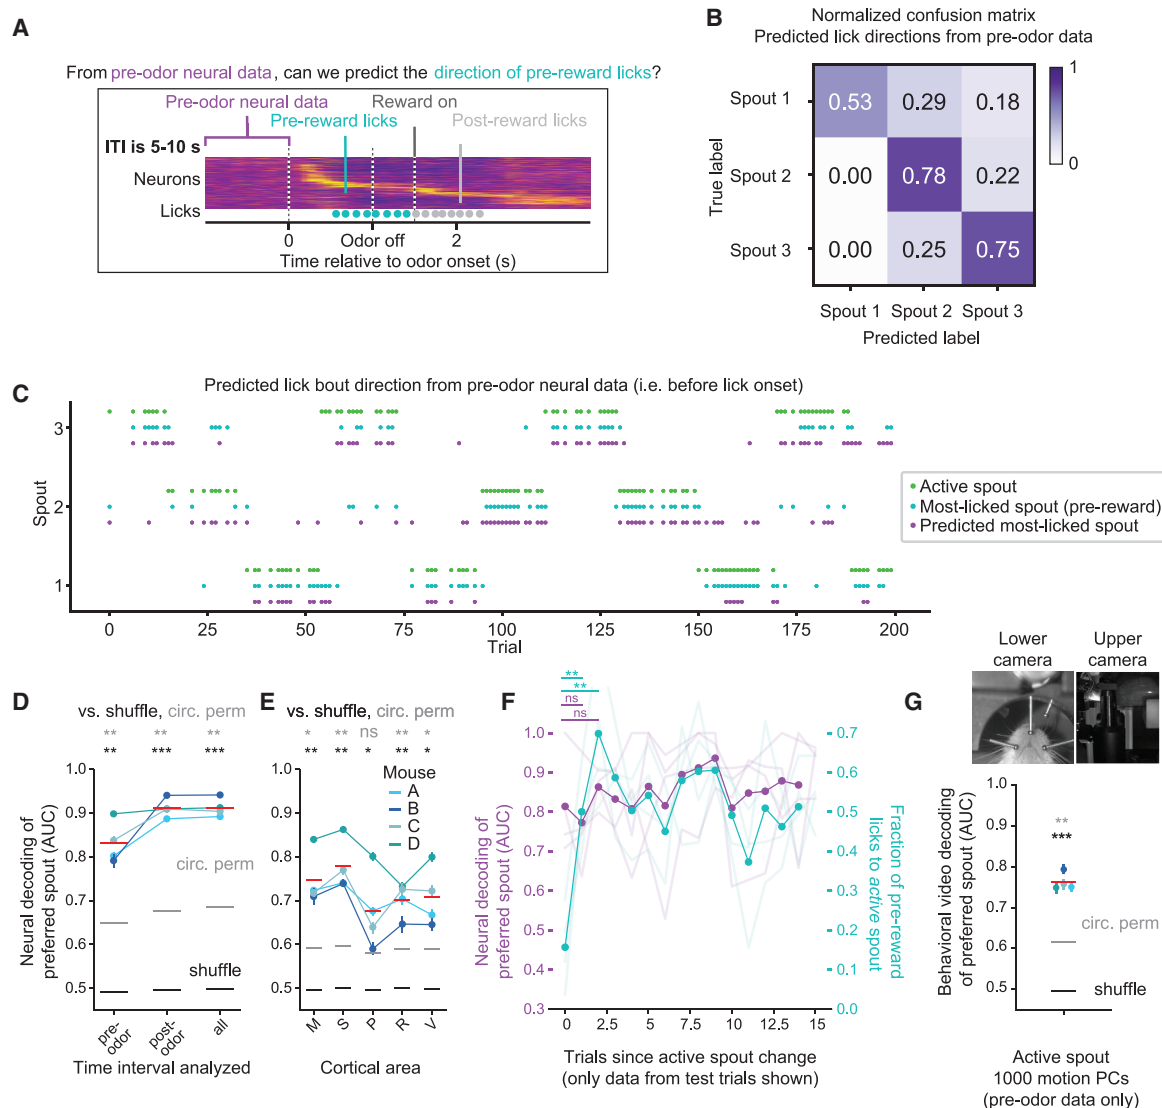 A
From pre-odor neural data, can we predict the direction of pre-reward licks?
Pre-odor neural data
Reward on
Pre-reward licks
Post-reward licks
ITI is 5-10 s
Neurons
Licks
0
Odor off
2
Time relative to odor onset (s)
B
Normalized confusion matrix
Predicted lick directions from pre-odor data
True label
Spout 1
0.53
0.29
0.18
Spout 2
0.00
0.78
0.22
Spout 3
0.00
0.25
0.75
Spout 1 Spout 2 Spout 3
Predicted label
1
0
C
Predicted lick bout direction from pre-odor neural data (i.e. before lick onset)
Spout
3
2
1
0 25 50 75 100 125 150 175 200
Trial
Active spout
Most-licked spout (pre-reward)
Predicted most-licked spout
D
vs. shuffle, circ. perm
** ** **
** *** ***
Neural decoding of
preferred spout (AUC)
1.0
0.9
0.8
0.7
0.6
0.5
circ. perm
shuffle
pre-
odor
post-
odor
all
Time interval analyzed
E
vs. shuffle, circ. perm
* ** ns ** *
** ** * ** *
Mouse
A
B
C
D
1.0
0.9
0.8
0.7
0.6
0.5
M S P R V
Cortical area
F
**
**
ns
ns
Neural decoding of
preferred spout (AUC)
1.0
0.9
0.8
0.7
0.6
0.5
0.4
0.3
0.7
0.6
0.5
0.4
0.3
0.2
0.1
0.0
Fraction of pre-reward
licks to active spout
0 2.5 5 7.5 10 12.5 15
Trials since active spout change
(only data from test trials shown)
G
Lower
camera
Upper
camera
Behavioral video decoding
of preferred spout (AUC)
1.0
0.9
0.8
0.7
0.6
0.5
**
***
circ. perm
shuffle
Active spout
1000 motion PCs
(pre-odor data only)